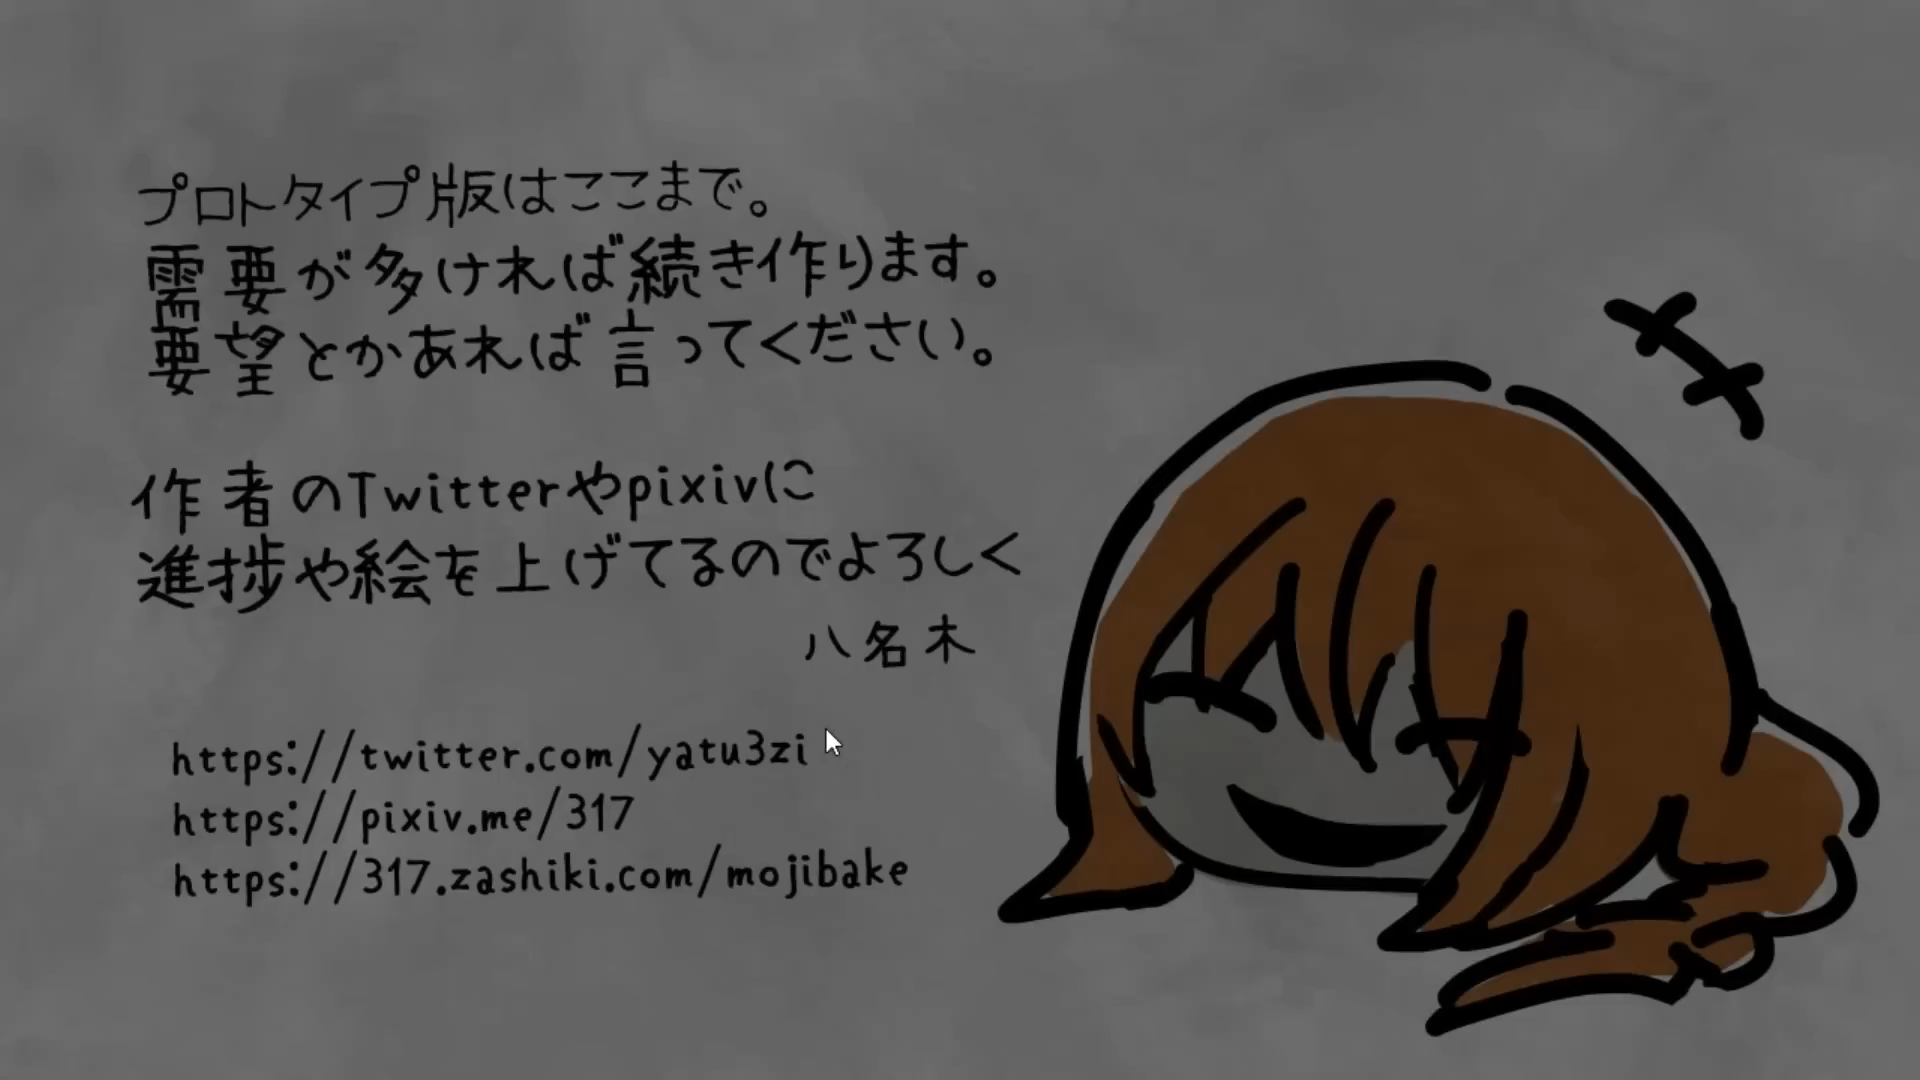 プロトタイプ版はここまで。
需要が多ければ続き作ります。
要望とかあれば言ってください。
作者のTwitterやpixivに
進捗や絵を上げてるのでよろしく
八名木
https://twitter.com/yatu3zi
https://pixiv.me/317
https://317.zashiki.com/mojibake